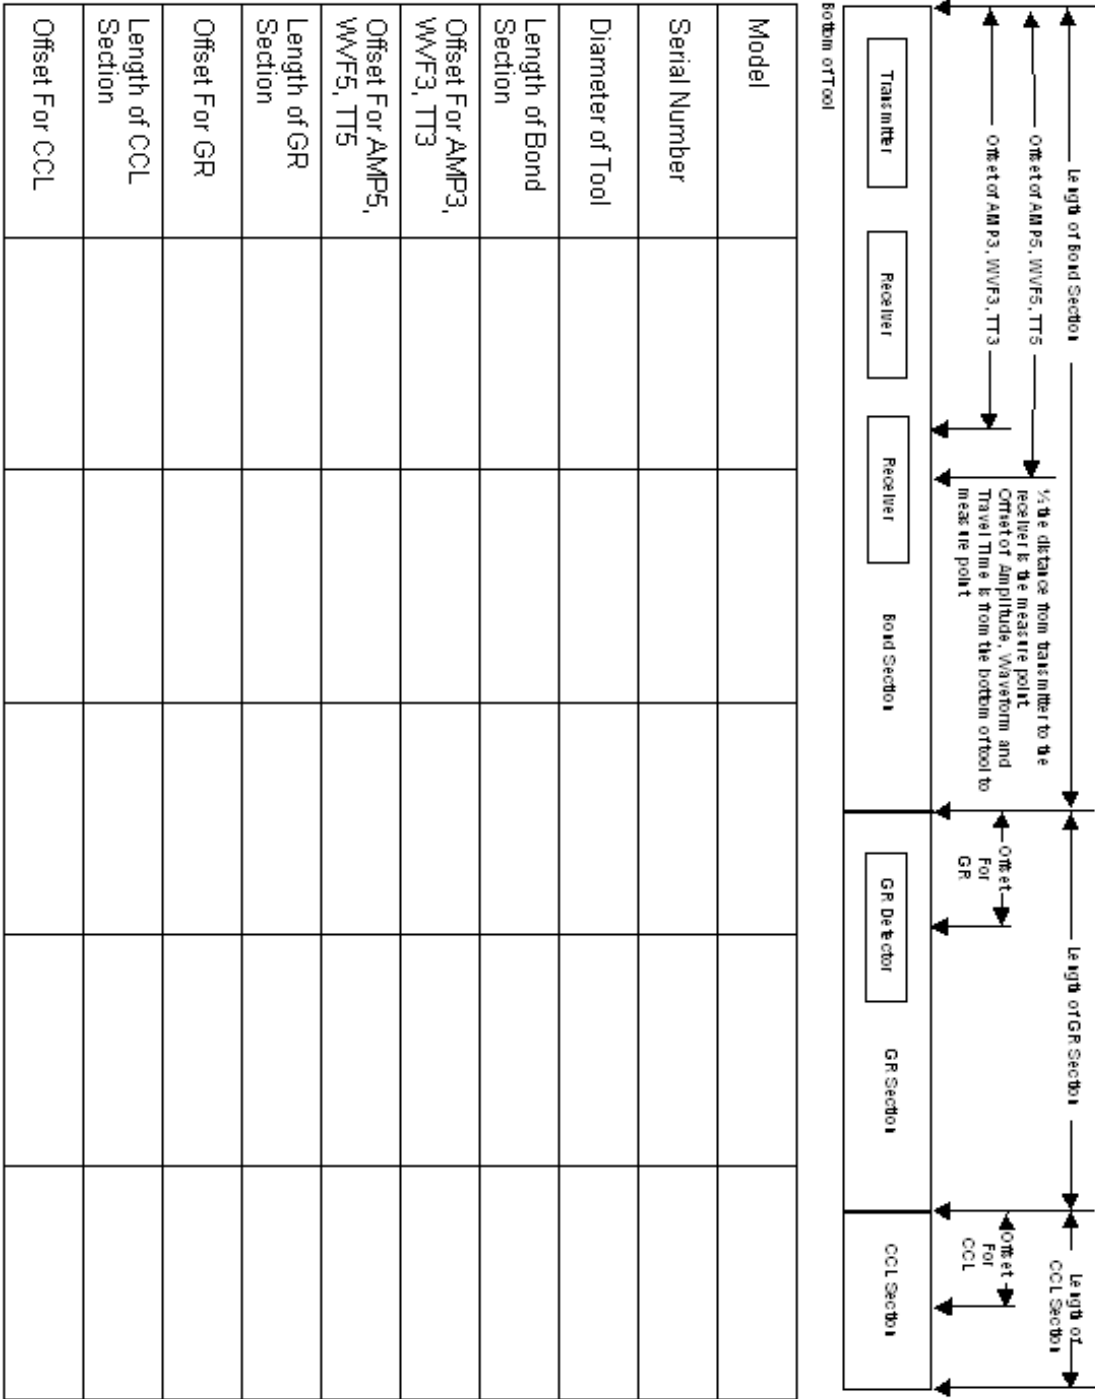 Length of Bond Section
Length of GR Section
Length of
CCL Section
Offset of AMP5, WVF5, TT5
Offset of AMP3, WVF3, TT3
½ the distance from transmitter to the
receiver is the measure point.
Offset of Amplitude, Waveform and
Travel Time is from the bottom of tool to
measure point
Offset
For
GR
Offset
For
CCL
Transmitter
Receiver
Receiver
Bond Section
GR Detector
GR Section
CCL Section
Bottom of Tool
Model
Serial Number
Diameter of Tool
Length of Bond
Section
Offset For AMP3,
WVF3, TT3
Offset For AMP5,
WVF5, TT5
Length of GR
Section
Offset For GR
Length of CCL
Section
Offset For CCL